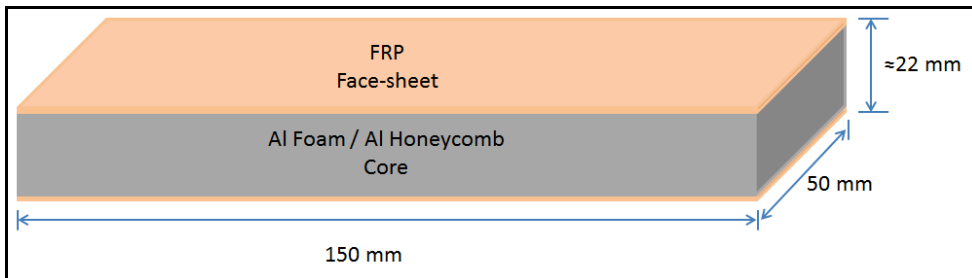 FRP
Face-sheet
≈22 mm
Al Foam / Al Honeycomb
Core
50 mm
150 mm